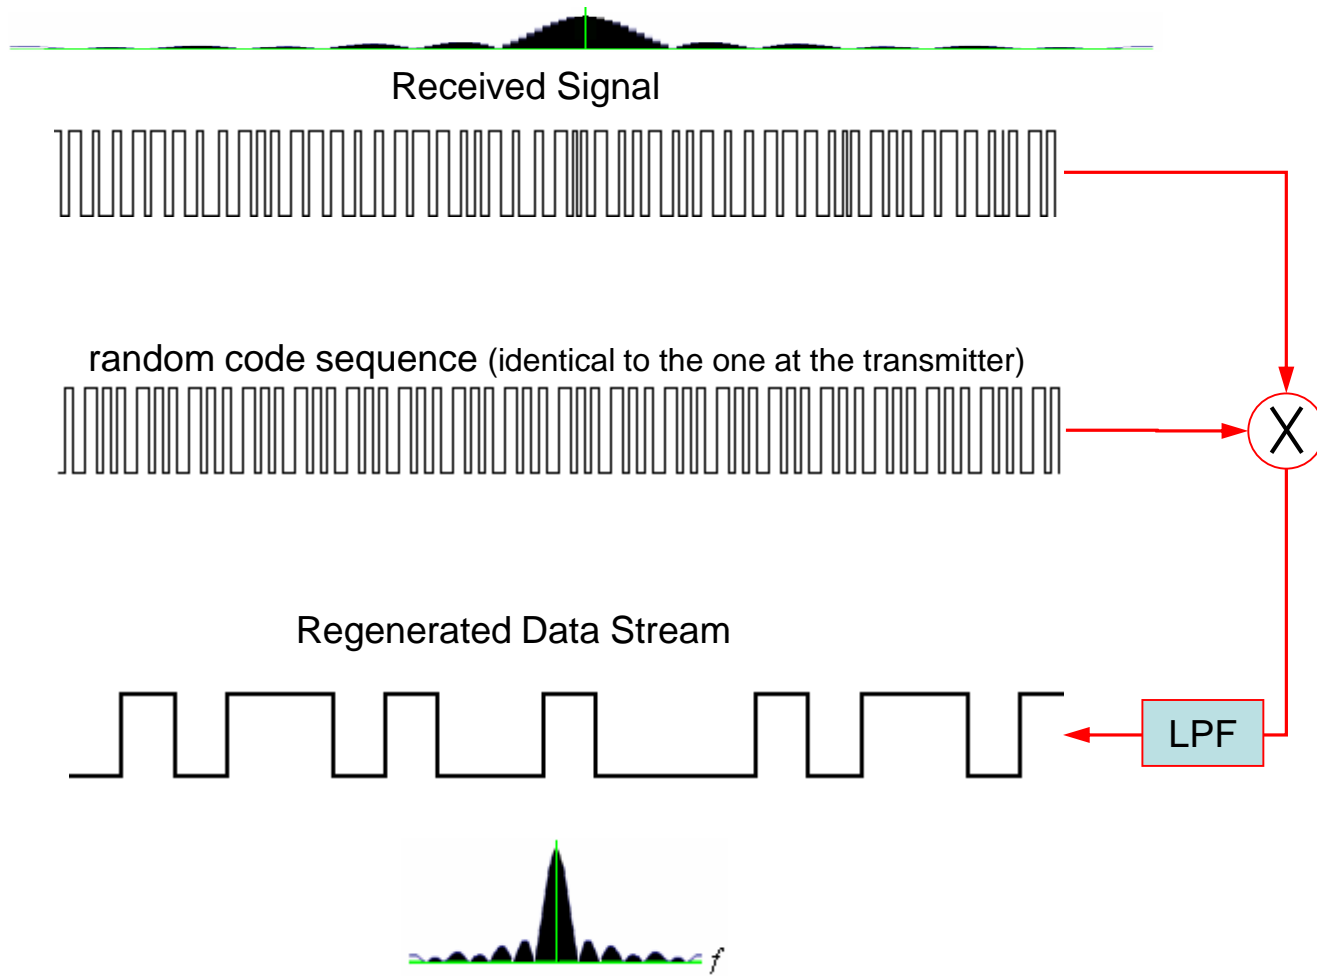 Received Signal
random code sequence (identical to the one at the transmitter)
X
Regenerated Data Stream
LPF
f